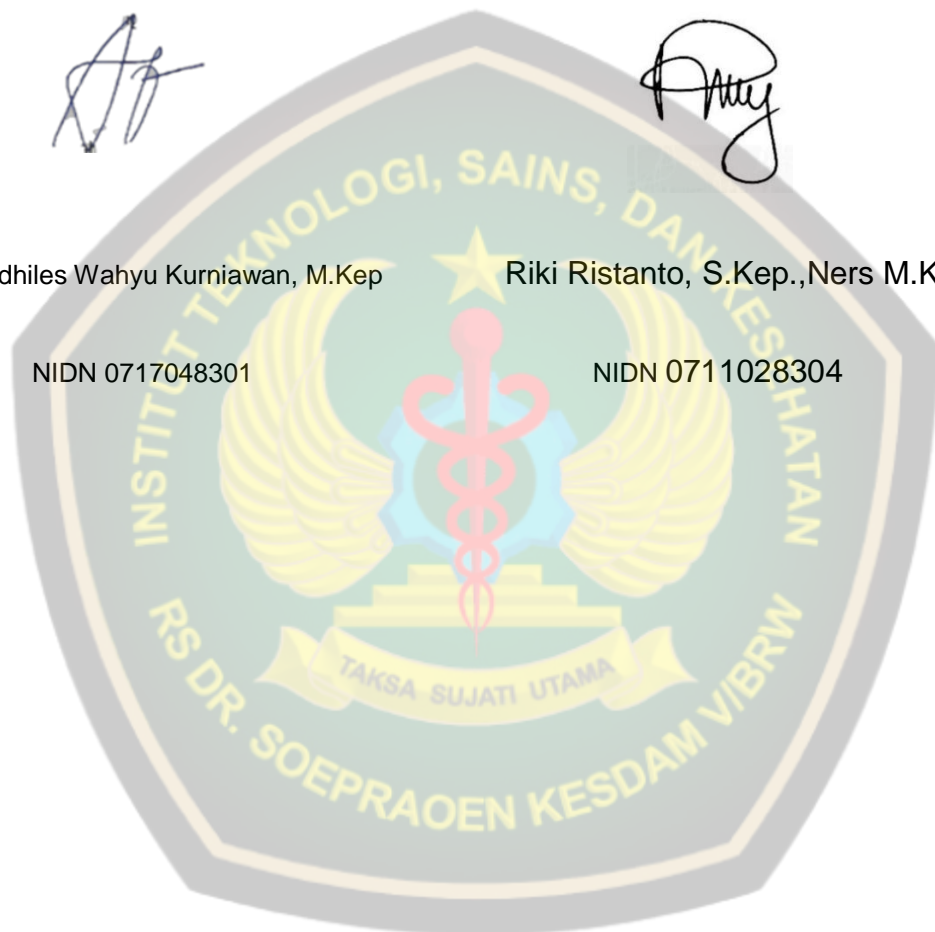 dhiles Wahyu Kurniawan, M.Kep
Riki Ristanto, S.Kep.,Ners M.K
NIDN 0717048301
NIDN 0711028304
INSTITUT TEKNOLOGI, SAINS, DAN KESEHATAN
TAKSA SUJATI UTAMA
RS DR. SOEPRAOEN KESDAM V/BRW